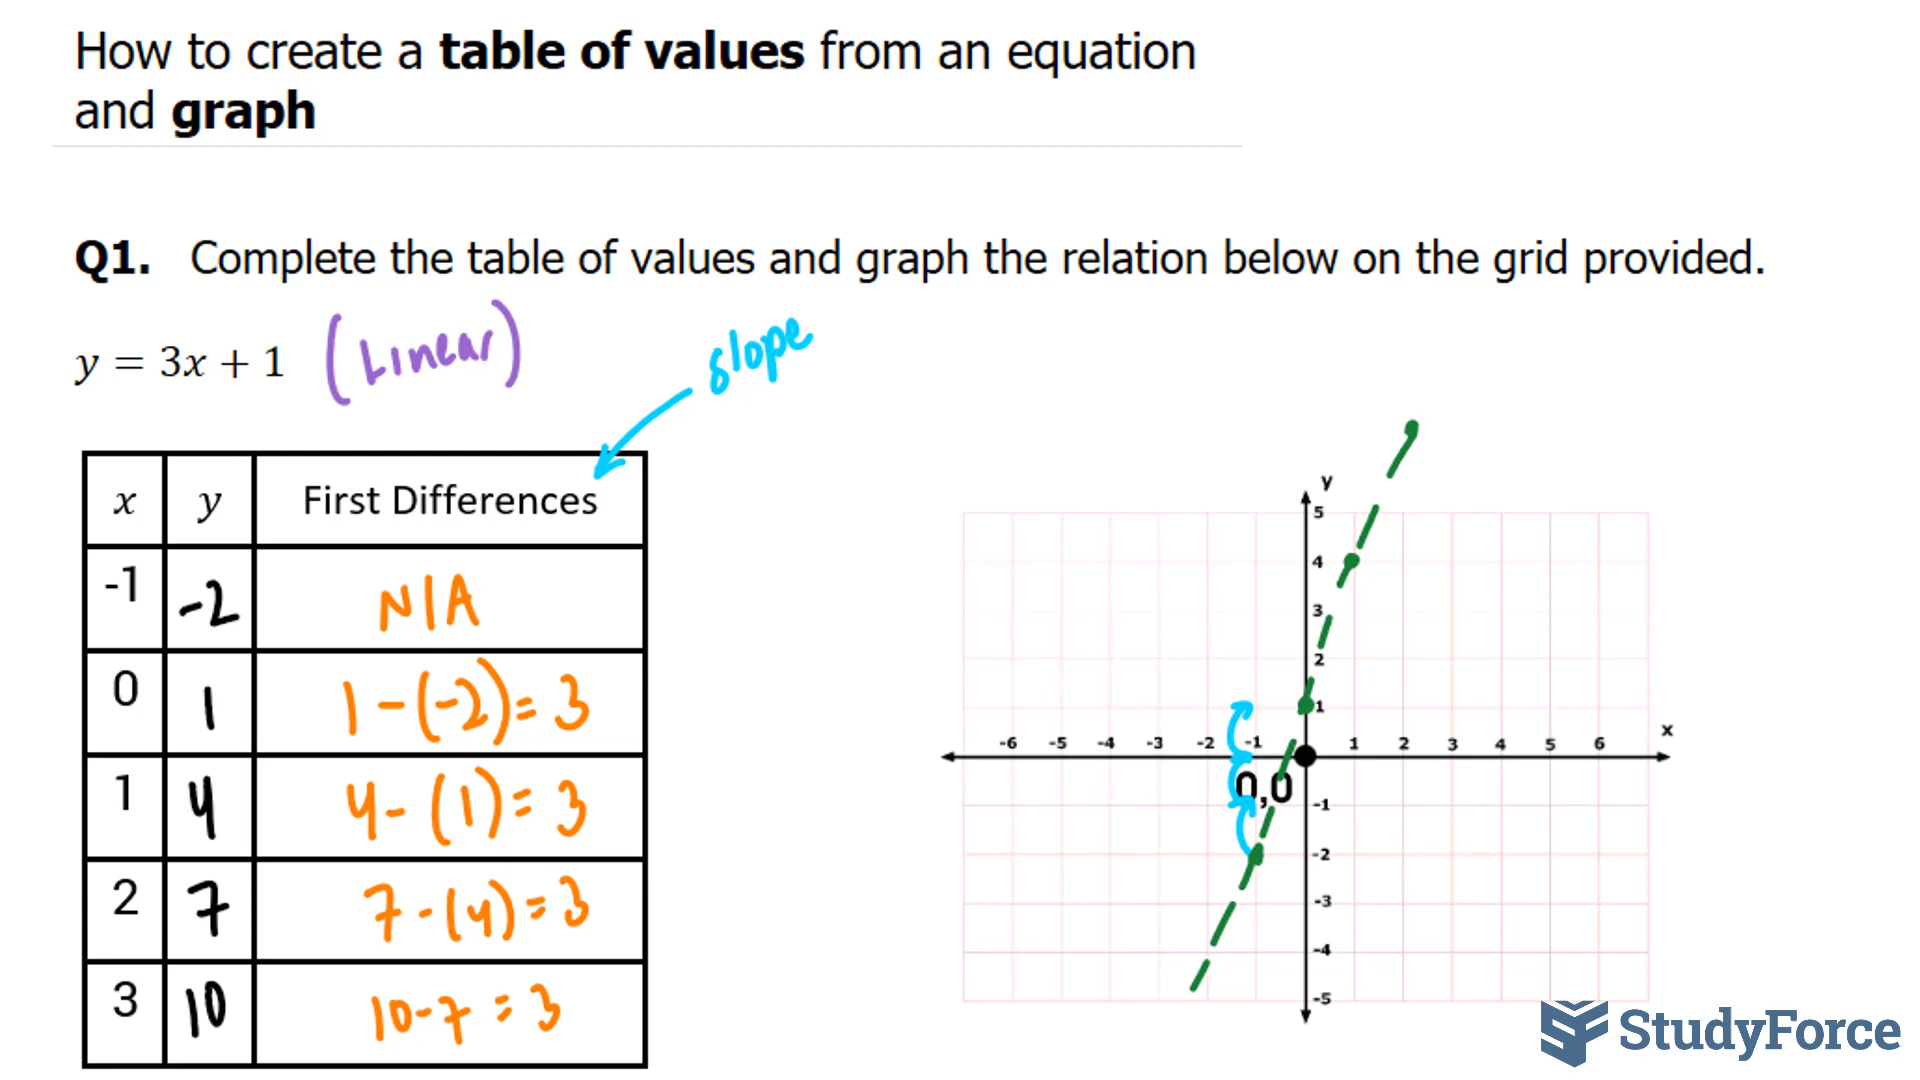 How to create a table of values from an equation
and graph
Q1. Complete the table of values and graph the relation below on the grid provided.
y = 3x + 1 (Linear)
slope
x y First Differences
-1 -2 N/A
0 1 1 - (-2) = 3
1 4 4 - (1) = 3
2 7 7 - (4) = 3
3 10 10 - 7 = 3
y
5
4
3
2
1
x
-6 -5 -4 -3 -2 -1 1 2 3 4 5 6
0,0
-1
-2
-3
-4
-5
StudyForce